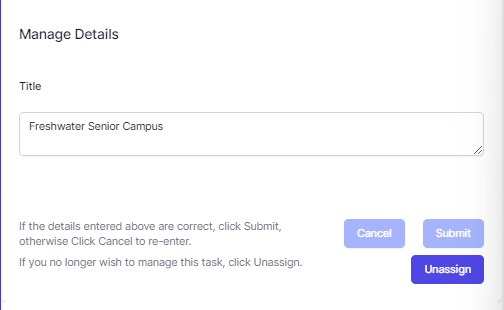 Manage Details
Title
Freshwater Senior Campus
If the details entered above are correct, click Submit,
otherwise Click Cancel to re-enter.
Cancel
Submit
If you no longer wish to manage this task, click Unassign.
Unassign